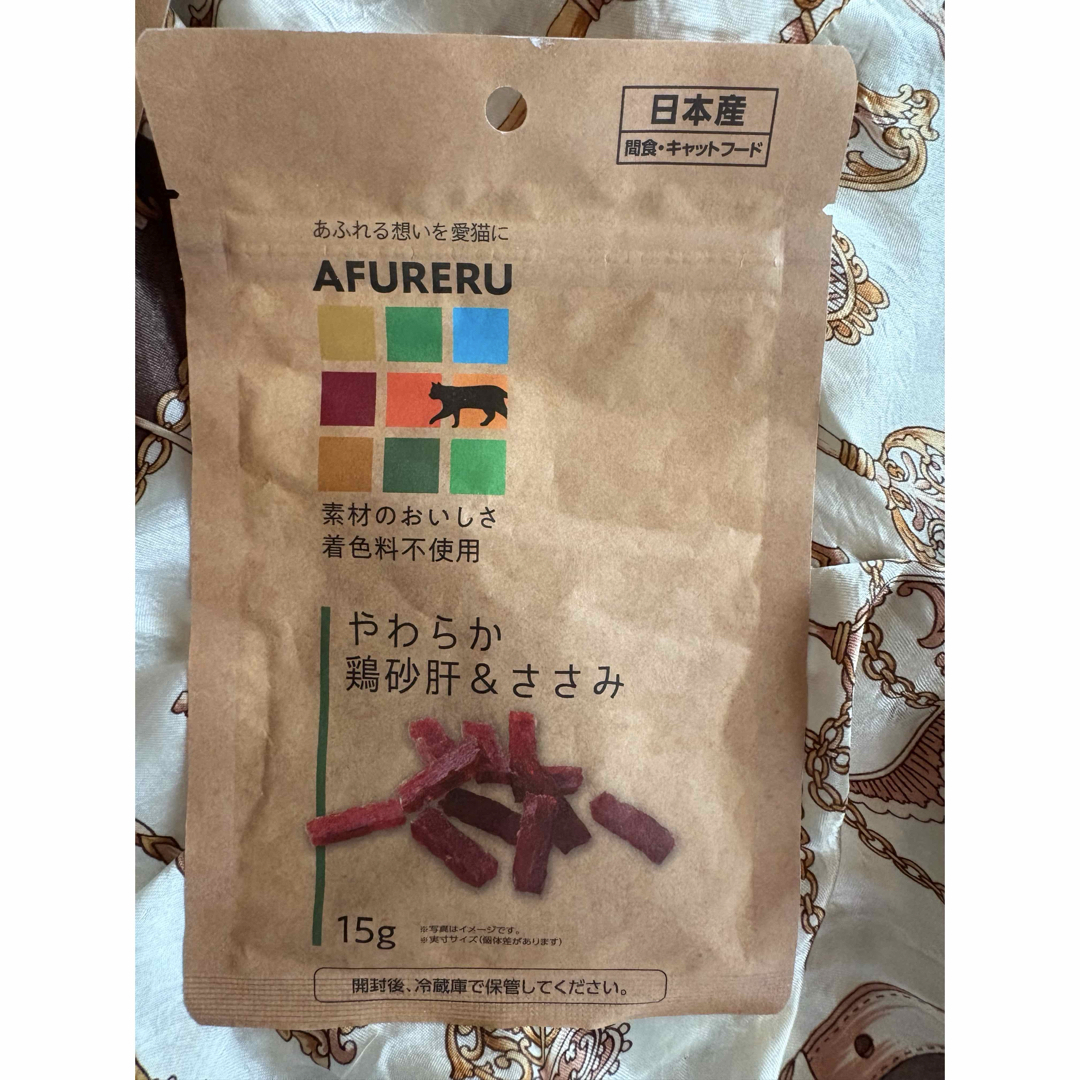 日本産
間食・キャットフード
あふれる想いを愛猫に
AFURERU
素材のおいしさ
着色料不使用
やわらか
鶏砂肝＆ささみ
15g
※写真はイメージです。
※実寸サイズ（個体差があります）
開封後、冷蔵庫で保管してください。